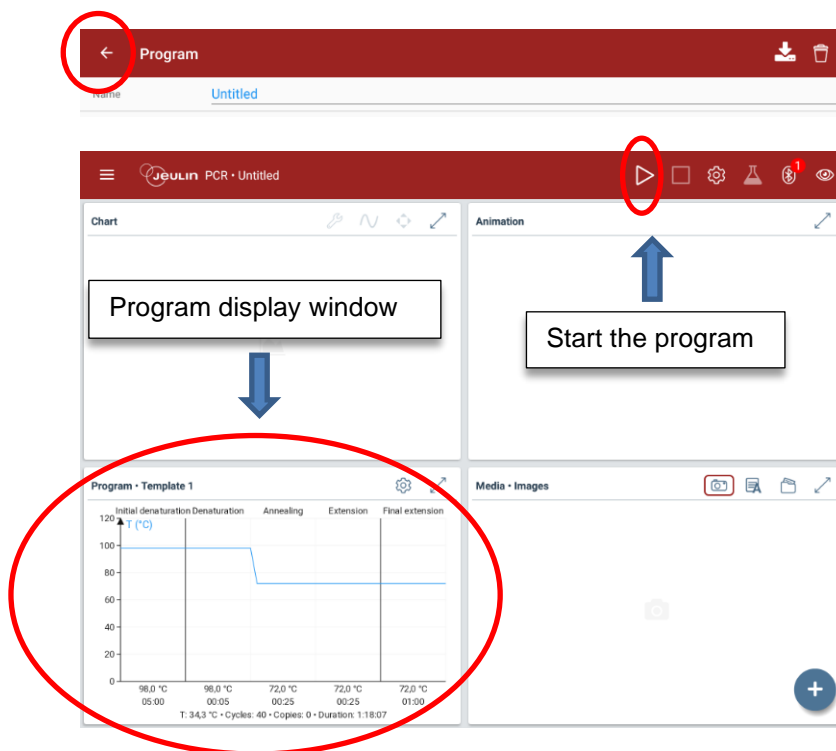 Program
Name Untitled
Jeulin PCR • Untitled
1
Chart
Animation
Program display window
Start the program
Program • Template 1
Media • Images
Initial denaturation Denaturation Annealing Extension Final extension
T (°C)
120
100
80
60
40
20
0
98,0 °C 98,0 °C 72,0 °C 72,0 °C 72,0 °C
05:00 00:05 00:25 00:25 01:00
T: 34,3 °C • Cycles: 40 • Copies: 0 • Duration: 1:18:07